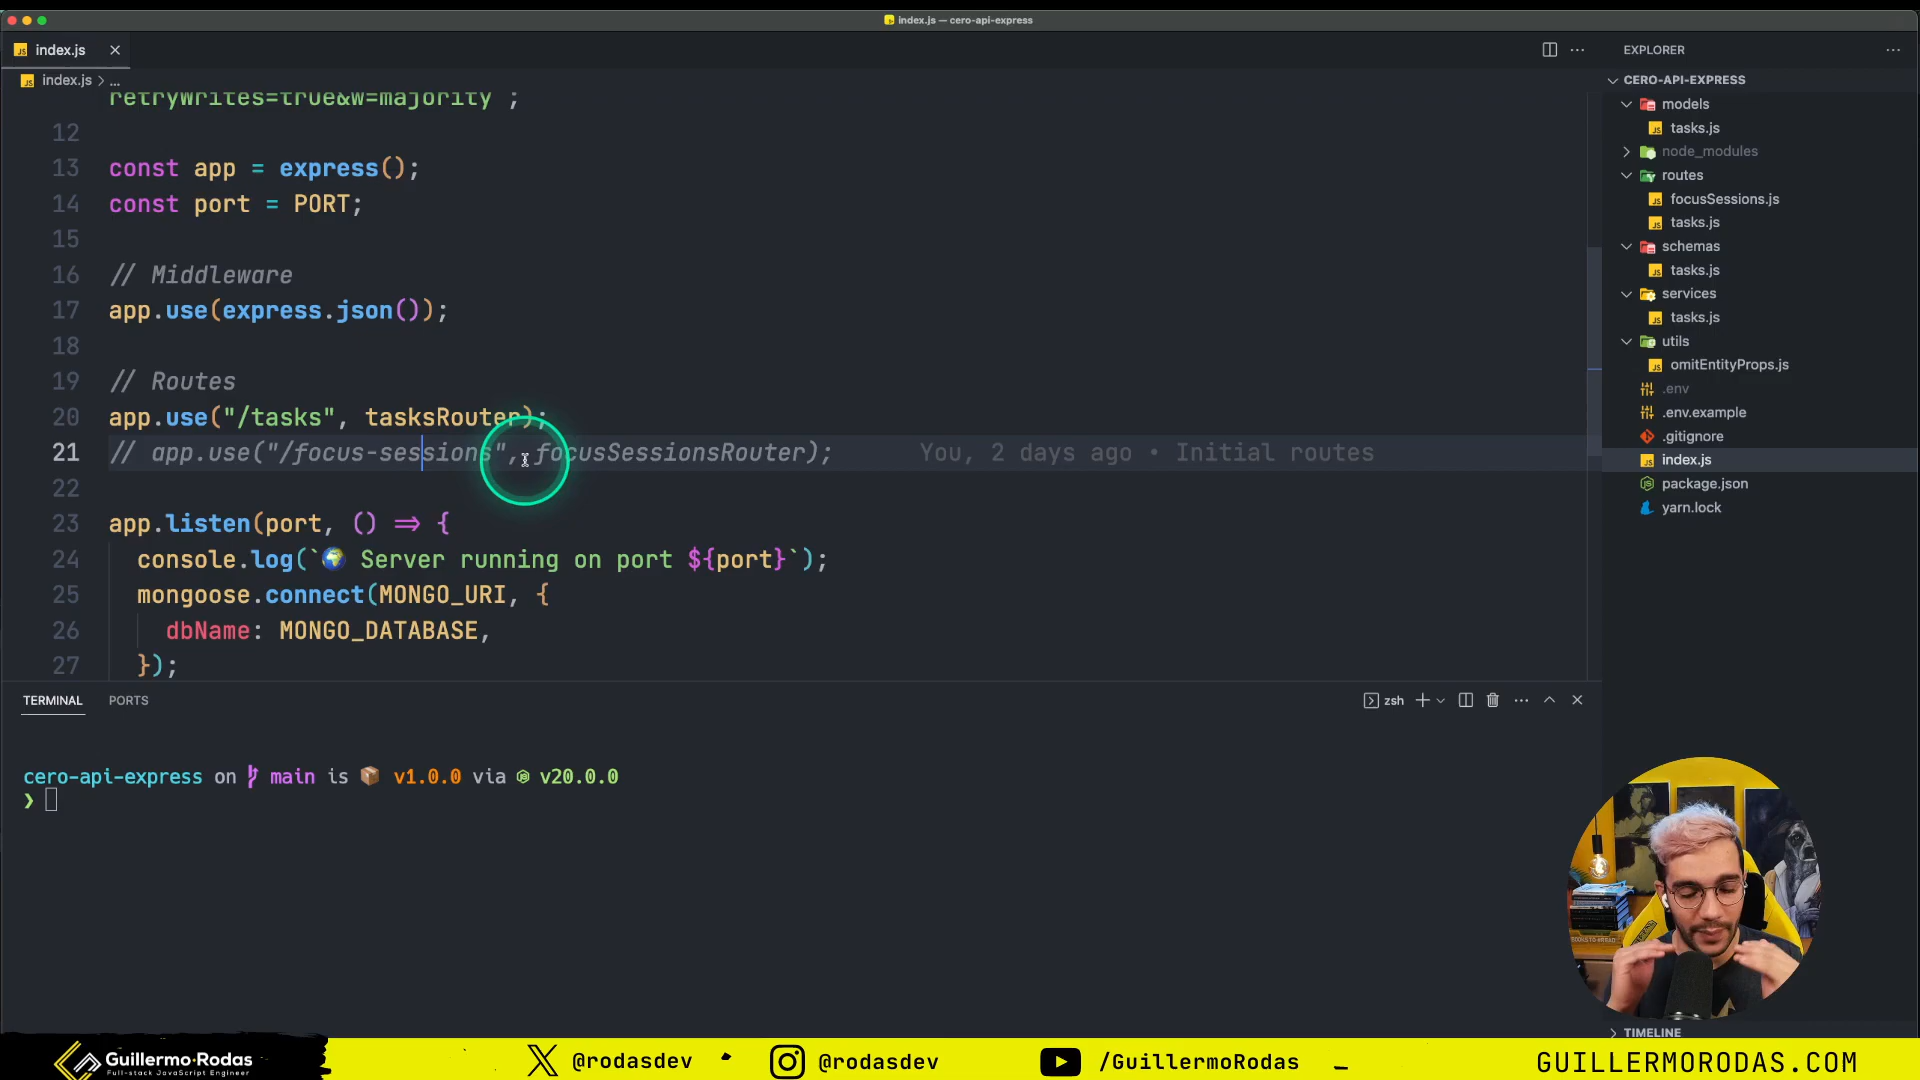 index.js — cero-api-express
index.js
index.js > ...
retryWrites=true&w=majority`;
12
13 const app = express();
14 const port = PORT;
15
16 // Middleware
17 app.use(express.json());
18
19 // Routes
20 app.use("/tasks", tasksRouter);
21 // app.use("/focus-sessions", focusSessionsRouter); You, 2 days ago • Initial routes
22
23 app.listen(port, () => {
24 console.log(`🌍 Server running on port ${port}`);
25 mongoose.connect(MONGO_URI, {
26 dbName: MONGO_DATABASE,
27 });
EXPLORER
CERO-API-EXPRESS
models
tasks.js
node_modules
routes
focusSessions.js
tasks.js
schemas
tasks.js
services
tasks.js
utils
omitEntityProps.js
.env
.env.example
.gitignore
index.js
package.json
yarn.lock
TERMINAL PORTS
zsh
cero-api-express on main is 📦 v1.0.0 via v20.0.0
❯
TIMELINE
Guillermo·Rodas
Full-stack JavaScript Engineer
@rodasdev
@rodasdev
/GuillermoRodas
GUILLERMORODAS.COM